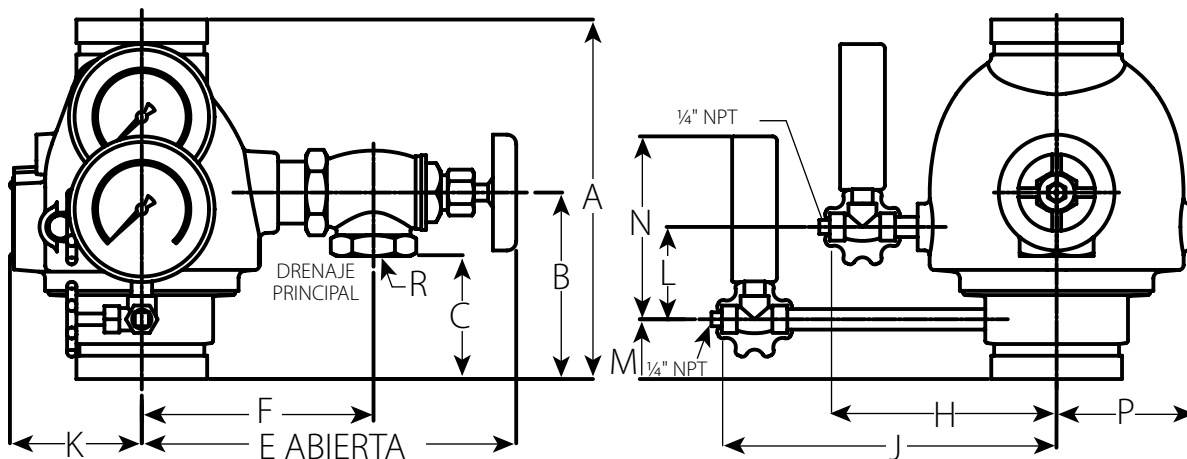 A
B
C
DRENAJE
PRINCIPAL
R
F
K
E ABIERTA
¼" NPT
N
L
M
¼" NPT
H
P
J